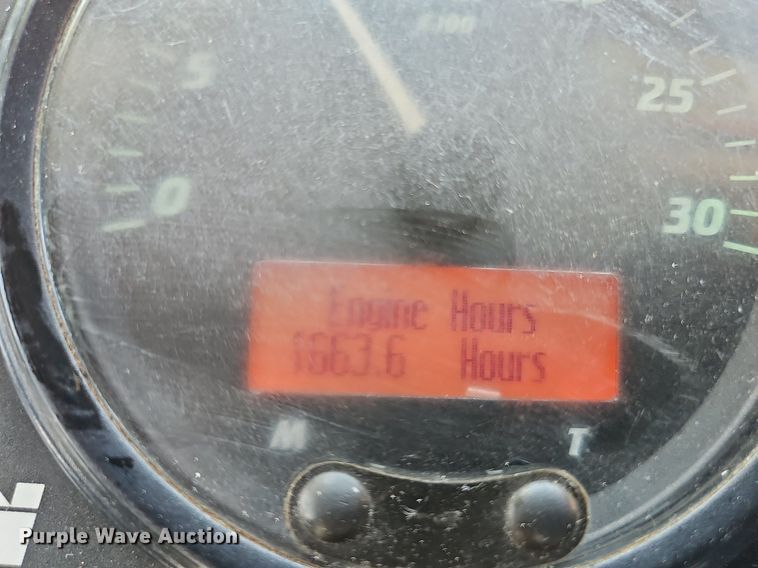 X100
5
25
0
30
Engine Hours
1663.6 Hours
M T
Purple Wave Auction